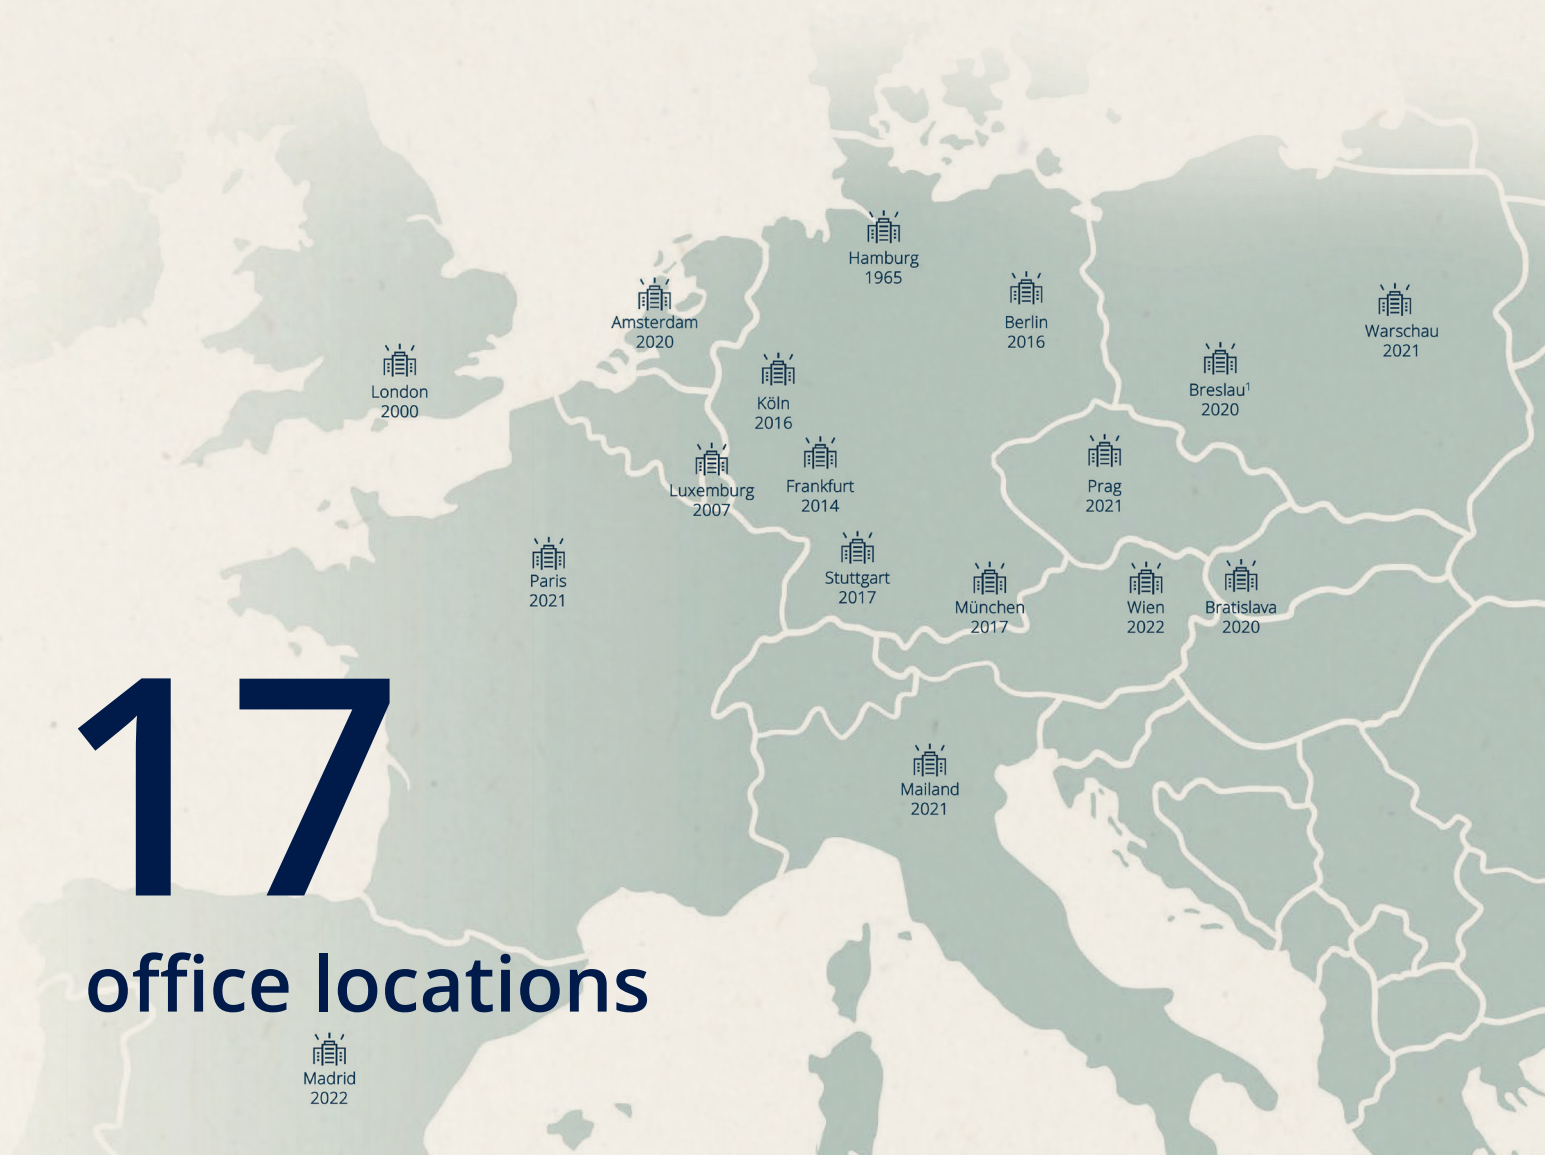 Hamburg
1965
Amsterdam
2020
Berlin
2016
Warschau
2021
London
2000
Köln
2016
Breslau¹
2020
Luxemburg
2007
Frankfurt
2014
Prag
2021
Paris
2021
Stuttgart
2017
München
2017
Wien
2022
Bratislava
2020
Mailand
2021
17
office locations
Madrid
2022